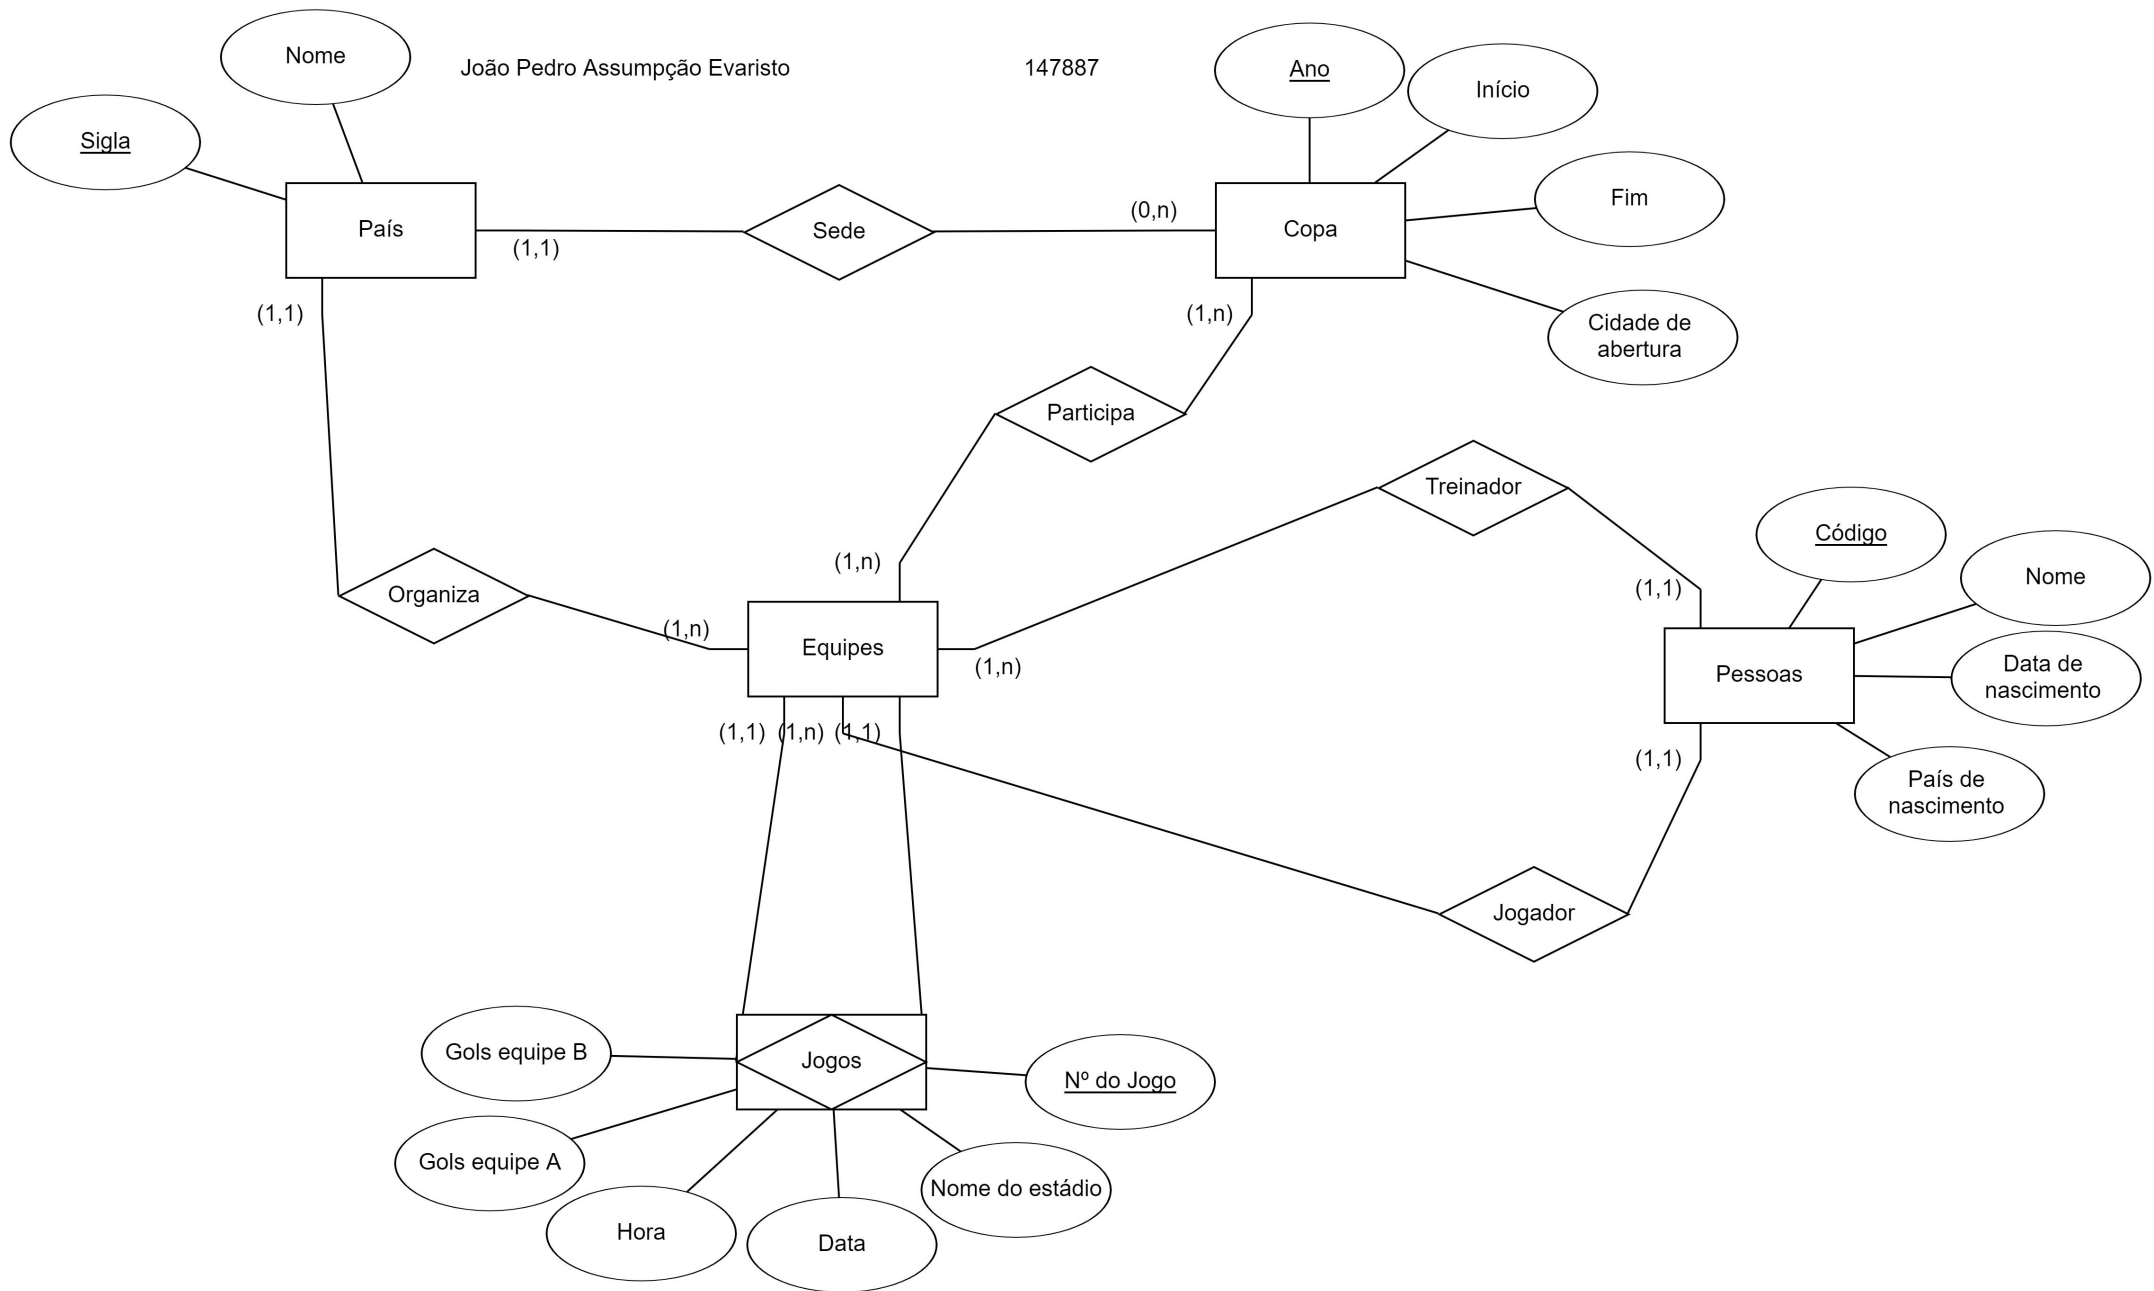 Nome
João Pedro Assumpção Evaristo
147887
Ano
Início
Sigla
País
(1,1)
Sede
(0,n)
Copa
Fim
(1,1)
(1,n)
Cidade de
abertura
Participa
Treinador
Organiza
(1,n)
(1,n)
Equipes
(1,n)
(1,1)
Código
Nome
Pessoas
Data de
nascimento
País de
nascimento
(1,1)
(1,n)
(1,1)
(1,1)
Jogador
Gols equipe B
Jogos
Nº do Jogo
Gols equipe A
Nome do estádio
Hora
Data